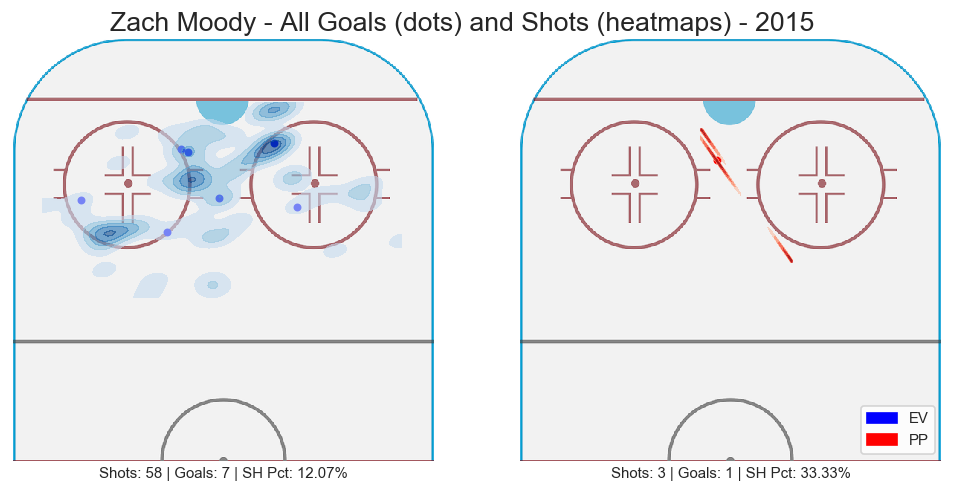 Zach Moody - All Goals (dots) and Shots (heatmaps) - 2015
EV
PP
Shots: 58 | Goals: 7 | SH Pct: 12.07%
Shots: 3 | Goals: 1 | SH Pct: 33.33%